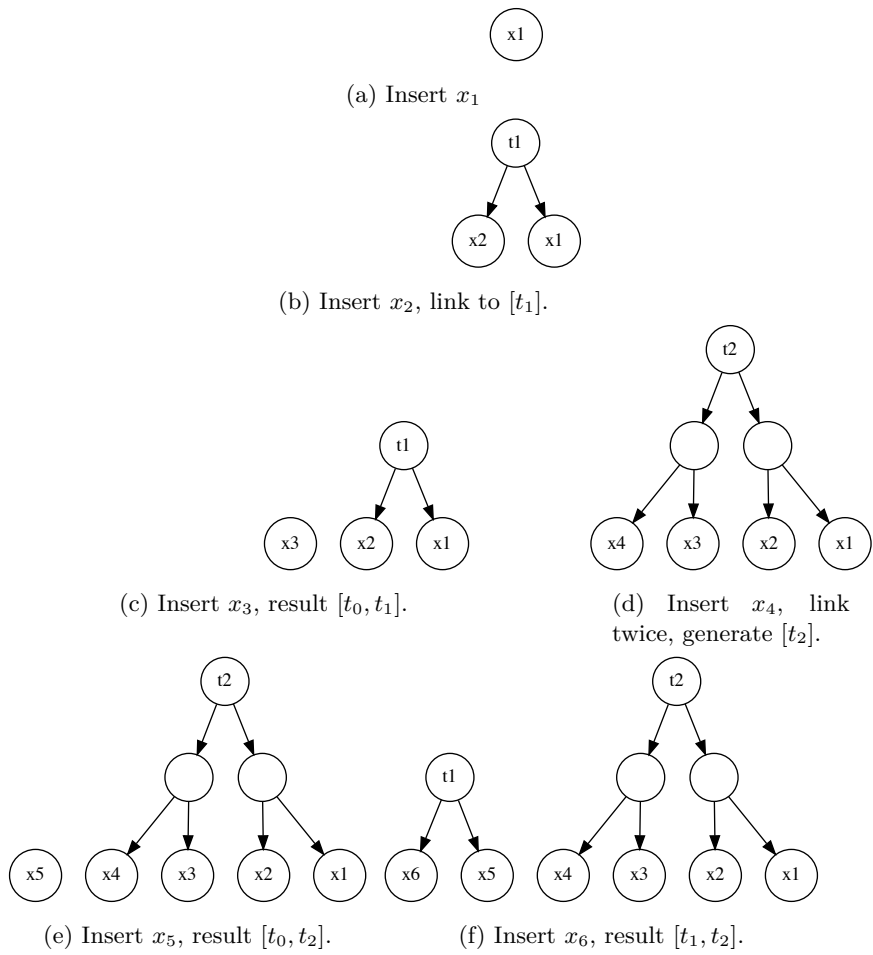 x1
(a) Insert x₁
t1
x2 x1
(b) Insert x₂, link to [t₁].
t1
x3 x2 x1
(c) Insert x₃, result [t₀, t₁].
t2
x4 x3 x2 x1
(d) Insert x₄, link
twice, generate [t₂].
t2
x5 x4 x3 x2 x1
(e) Insert x₅, result [t₀, t₂].
t2
t1
x6 x5 x4 x3 x2 x1
(f) Insert x₆, result [t₁, t₂].